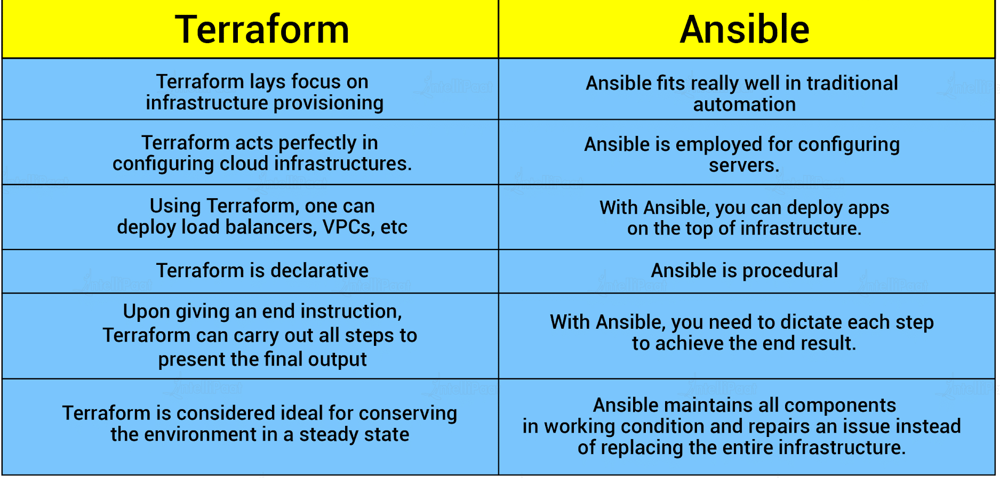 Terraform
Ansible
Terraform lays focus on
infrastructure provisioning
Ansible fits really well in traditional
automation
Terraform acts perfectly in
configuring cloud infrastructures.
Ansible is employed for configuring
servers.
Using Terraform, one can
deploy load balancers, VPCs, etc
With Ansible, you can deploy apps
on the top of infrastructure.
Terraform is declarative
Ansible is procedural
Upon giving an end instruction,
Terraform can carry out all steps to
present the final output
With Ansible, you need to dictate each step
to achieve the end result.
Terraform is considered ideal for conserving
the environment in a steady state
Ansible maintains all components
in working condition and repairs an issue instead
of replacing the entire infrastructure.